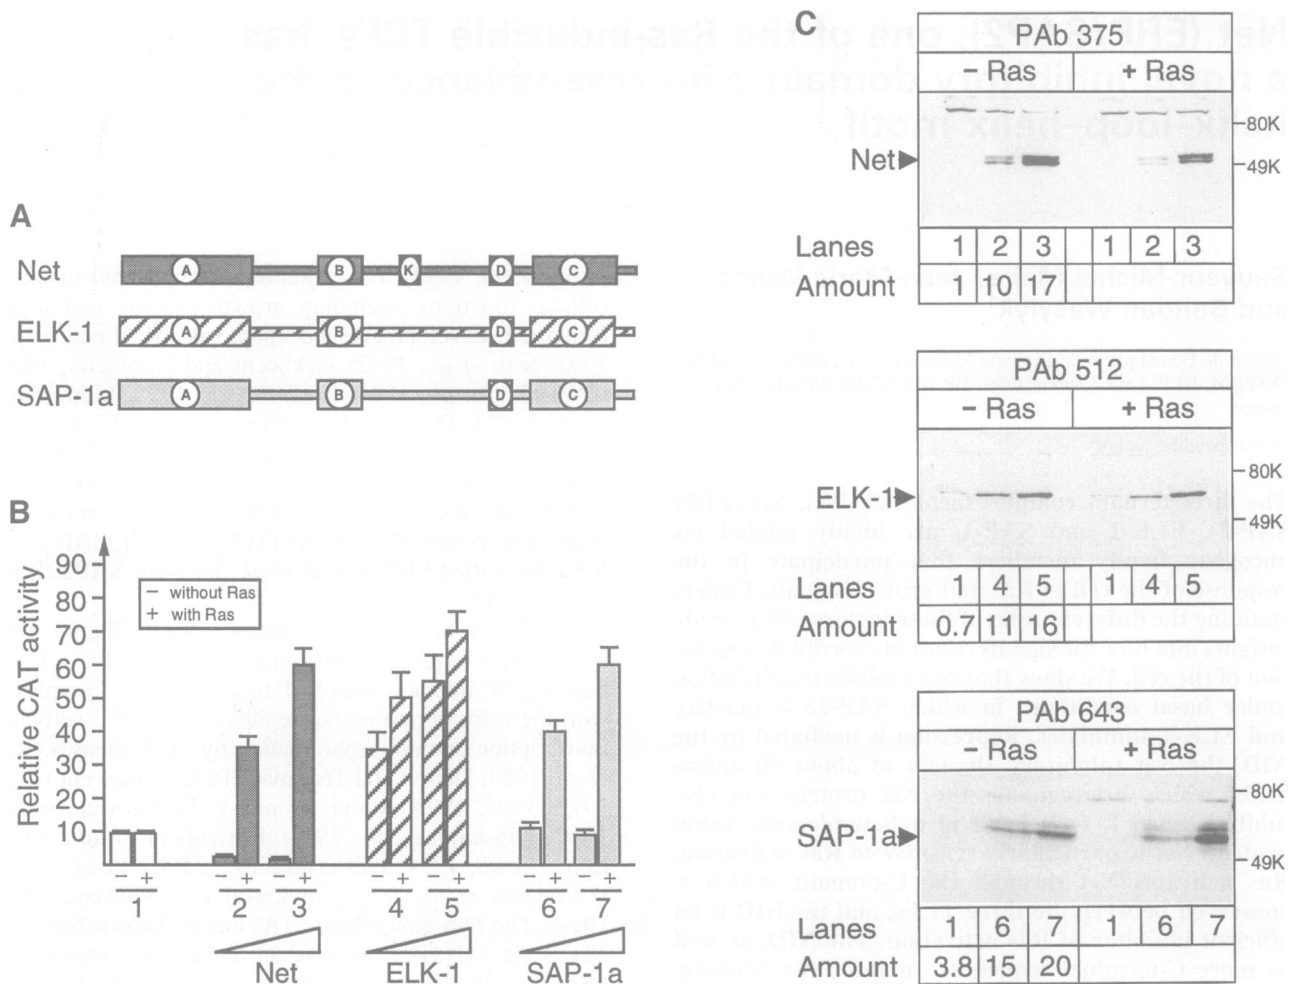 A
Net A B K D C
ELK-1 A B D C
SAP-1a A B D C
B
Relative CAT activity
90
80
70
60
50
40
30
20
10
− without Ras
+ with Ras
− + − + − + − + − + − + − +
1 2 3 4 5 6 7
Net ELK-1 SAP-1a
C
PAb 375
− Ras + Ras
80K
Net
49K
Lanes 1 2 3 1 2 3
Amount 1 10 17
PAb 512
− Ras + Ras
80K
ELK-1
49K
Lanes 1 4 5 1 4 5
Amount 0.7 11 16
PAb 643
− Ras + Ras
80K
SAP-1a
49K
Lanes 1 6 7 1 6 7
Amount 3.8 15 20